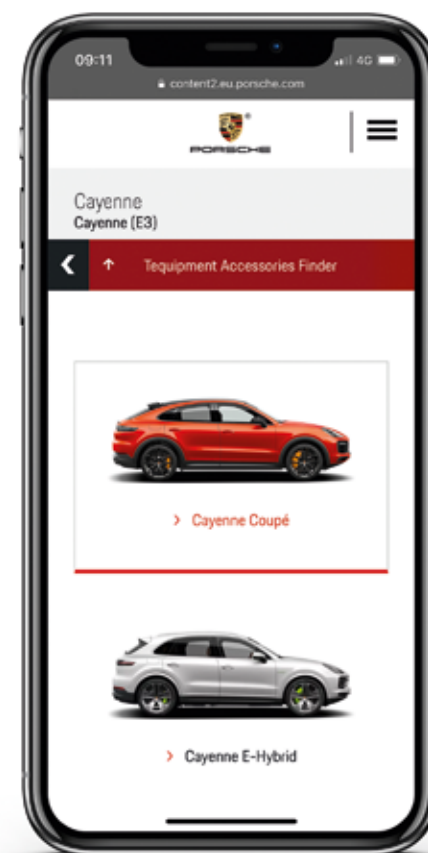 09:11
4G
content2.eu.porsche.com
®
PORSCHE
Cayenne
Cayenne (E3)
Tequipment Accessories Finder
> Cayenne Coupé
> Cayenne E-Hybrid